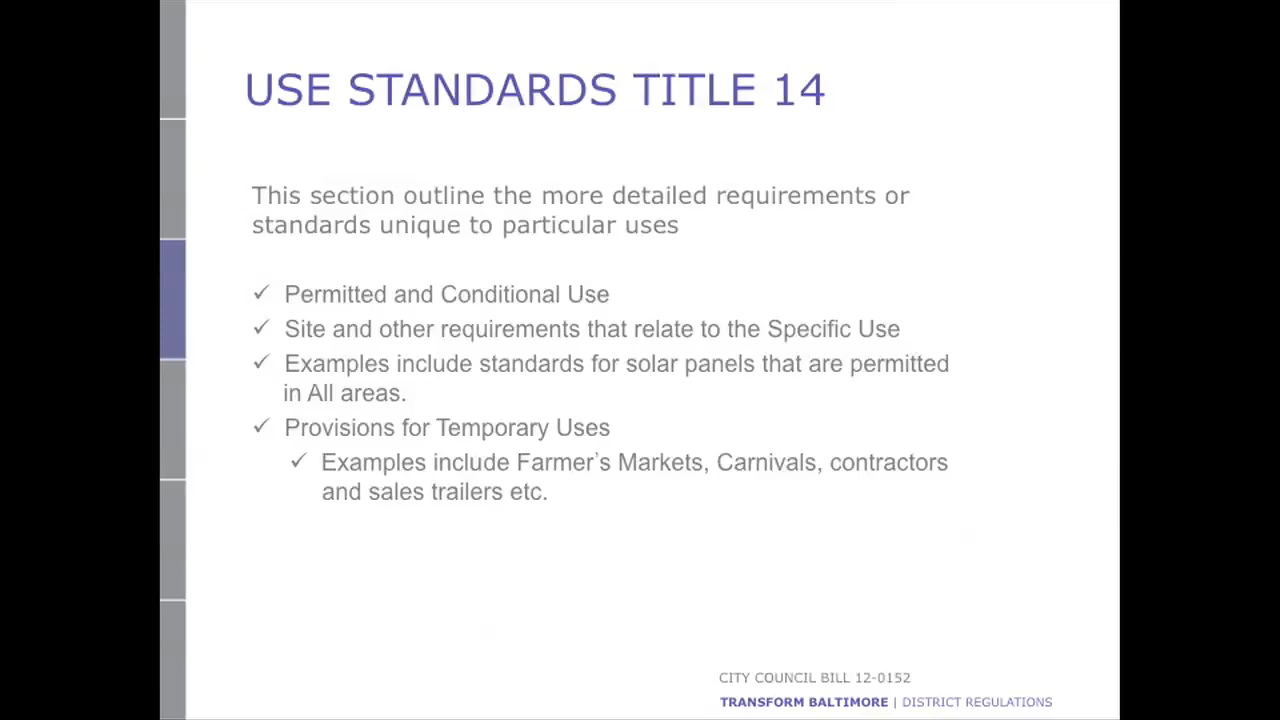 USE STANDARDS TITLE 14
This section outline the more detailed requirements or
standards unique to particular uses
✓ Permitted and Conditional Use
✓ Site and other requirements that relate to the Specific Use
✓ Examples include standards for solar panels that are permitted
in All areas.
✓ Provisions for Temporary Uses
✓ Examples include Farmer’s Markets, Carnivals, contractors
and sales trailers etc.
CITY COUNCIL BILL 12-0152
TRANSFORM BALTIMORE | DISTRICT REGULATIONS